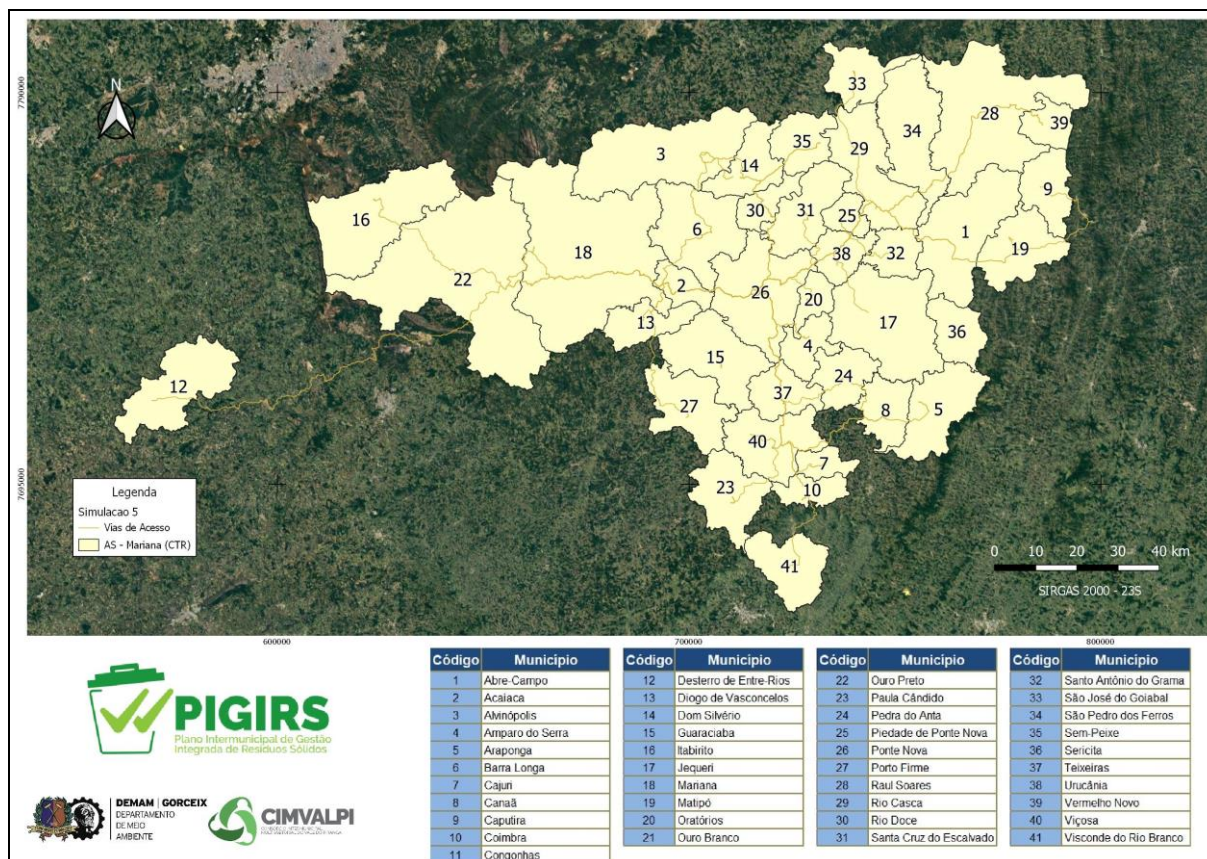 7790000
7695000
N
33
28
39
34
35
29
3
14
9
16
30
31
25
6
1
18
38
32
19
22
2
26
20
17
13
36
4
15
24
12
37
27
8
5
40
7
23
10
41
Legenda
Simulacao 5
Vias de Acesso
AS - Mariana (CTR)
0 10 20 30 40 km
SIRGAS 2000 - 23S
600000 700000 800000
PIGIRS
Plano Intermunicipal de Gestão
Integrada de Resíduos Sólidos
DEMAM | GORCEIX
DEPARTAMENTO
DE MEIO
AMBIENTE
CIMVALPI
Código Município
1 Abre-Campo
2 Acaiaca
3 Alvinópolis
4 Amparo do Serra
5 Araponga
6 Barra Longa
7 Cajuri
8 Canaã
9 Caputira
10 Coimbra
11 Congonhas
Código Município
12 Desterro de Entre-Rios
13 Diogo de Vasconcelos
14 Dom Silvério
15 Guaraciaba
16 Itabirito
17 Jequeri
18 Mariana
19 Matipó
20 Oratórios
21 Ouro Branco
Código Município
22 Ouro Preto
23 Paula Cândido
24 Pedra do Anta
25 Piedade de Ponte Nova
26 Ponte Nova
27 Porto Firme
28 Raul Soares
29 Rio Casca
30 Rio Doce
31 Santa Cruz do Escalvado
Código Município
32 Santo Antônio do Grama
33 São José do Goiabal
34 São Pedro dos Ferros
35 Sem-Peixe
36 Sericita
37 Teixeiras
38 Urucânia
39 Vermelho Novo
40 Viçosa
41 Visconde do Rio Branco